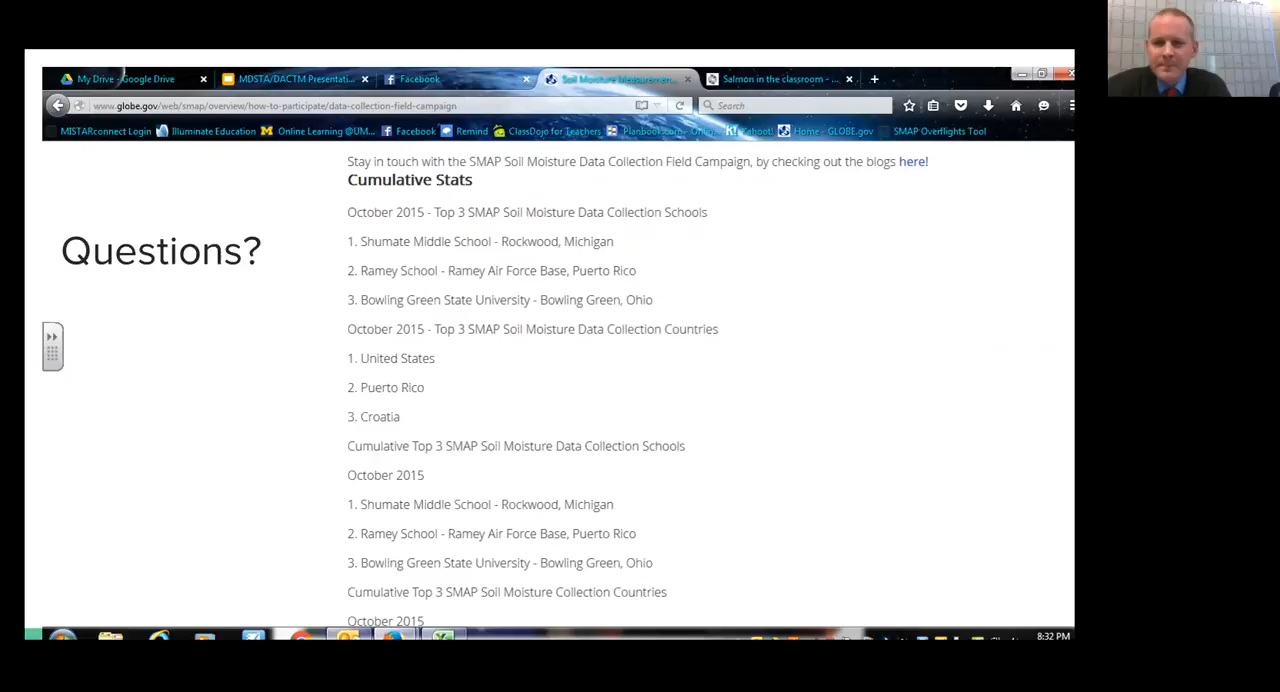 My Drive - Google Drive
MDSTA/DACTM Presentati...
Facebook
Soil Moisture Measuremen...
Salmon in the classroom - ...
www.globe.gov/web/smap/overview/how-to-participate/data-collection-field-campaign
Search
MISTARconnect Login
Illuminate Education
Online Learning @UM...
Facebook
Remind
ClassDojo for Teachers
Planbook.com - Onlin...
Kahoot!
Home - GLOBE.gov
SMAP Overflights Tool
Questions?
Stay in touch with the SMAP Soil Moisture Data Collection Field Campaign, by checking out the blogs here!
Cumulative Stats
October 2015 - Top 3 SMAP Soil Moisture Data Collection Schools
1. Shumate Middle School - Rockwood, Michigan
2. Ramey School - Ramey Air Force Base, Puerto Rico
3. Bowling Green State University - Bowling Green, Ohio
October 2015 - Top 3 SMAP Soil Moisture Data Collection Countries
1. United States
2. Puerto Rico
3. Croatia
Cumulative Top 3 SMAP Soil Moisture Data Collection Schools
October 2015
1. Shumate Middle School - Rockwood, Michigan
2. Ramey School - Ramey Air Force Base, Puerto Rico
3. Bowling Green State University - Bowling Green, Ohio
Cumulative Top 3 SMAP Soil Moisture Collection Countries
October 2015
8:32 PM